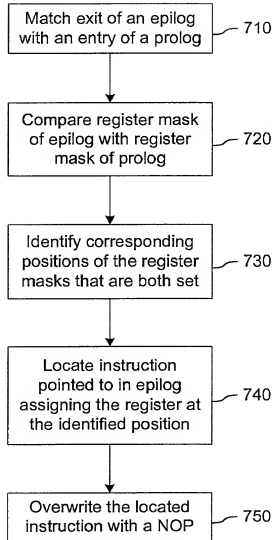 Match exit of an epilog
with an entry of a prolog
710
Compare register mask
of epilog with register
mask of prolog
720
Identify corresponding
positions of the register
masks that are both set
730
Locate instruction
pointed to in epilog
assigning the register at
the identified position
740
Overwrite the located
instruction with a NOP
750